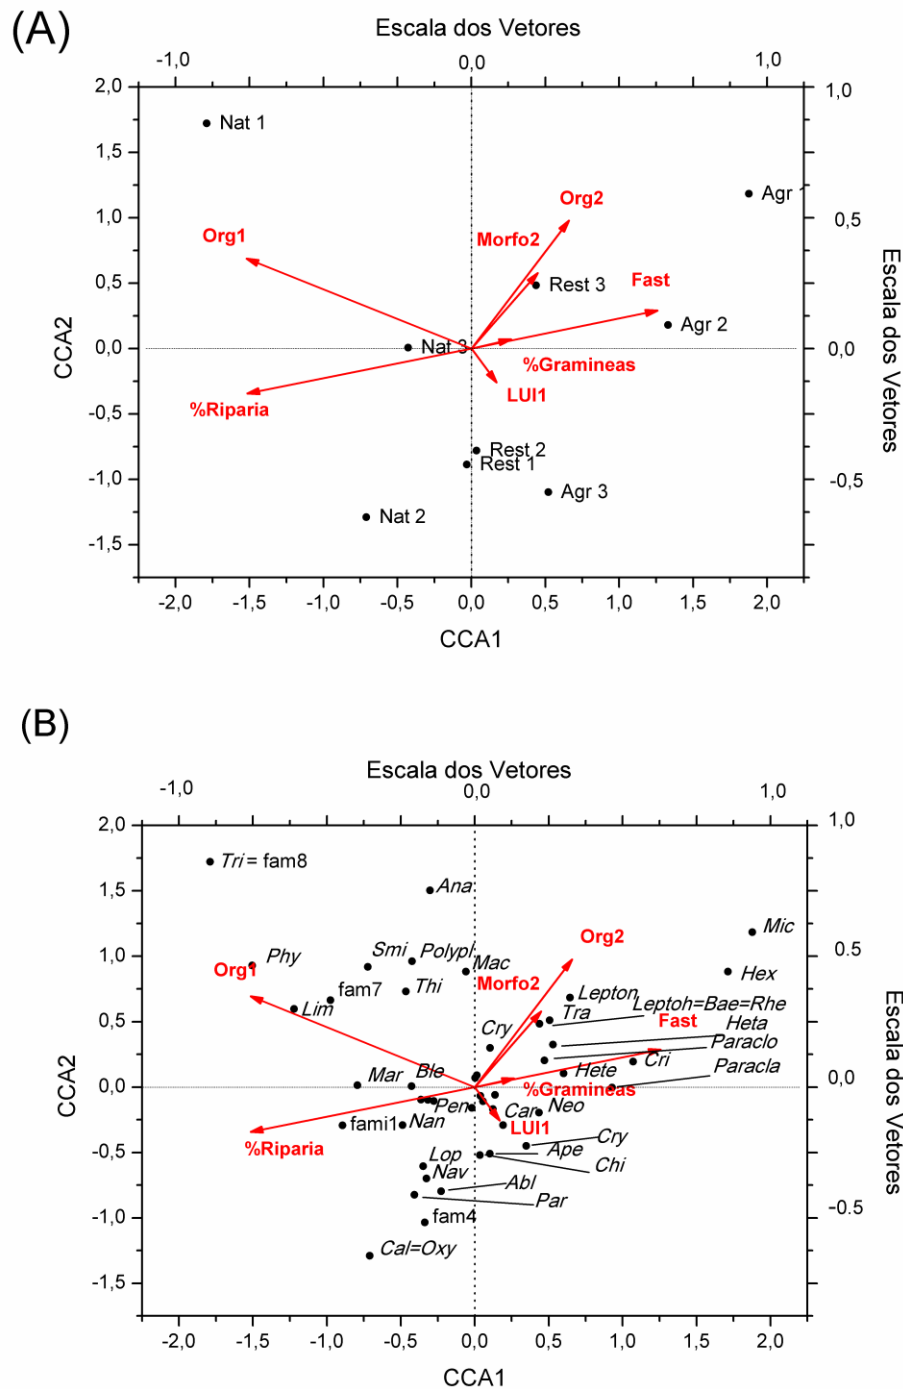 (A)
Escala dos Vetores
-1,0 0,0 1,0
2,0 1,0
Nat 1
1,5
Agr
Org2
1,0
Org1 Morfo2 0,5
0,5 Fast
Rest 3
Agr 2
0,0 Nat 3 0,0
%Gramineas
%Riparia LUI1
-0,5
Rest 2
Rest 1 -0,5
-1,0
Agr 3
Nat 2
-1,5
-2,0 -1,5 -1,0 -0,5 0,0 0,5 1,0 1,5 2,0
CCA1
CCA2
Escala dos Vetores
(B)
Escala dos Vetores
-1,0 0,0 1,0
2,0 1,0
Tri = fam8
1,5 Ana
Mic
Org2
Phy Smi Polypl
1,0 Mac Hex 0,5
Org1 Morfo2
fam7 Thi Lepton
Lim Leptoh=Bae=Rhe
0,5 Tra Fast
Cry Heta
Paraclo
Cri Paracla
Mar Ble Hete
0,0 %Gramineas 0,0
Pen Car Neo
fami1 Nan LUI1
%Riparia Cry
-0,5 Lop Ape
Nav Chi
Abl
Par -0,5
-1,0 fam4
Cal=Oxy
-1,5
-2,0 -1,5 -1,0 -0,5 0,0 0,5 1,0 1,5 2,0
CCA1
CCA2
Escala dos Vetores